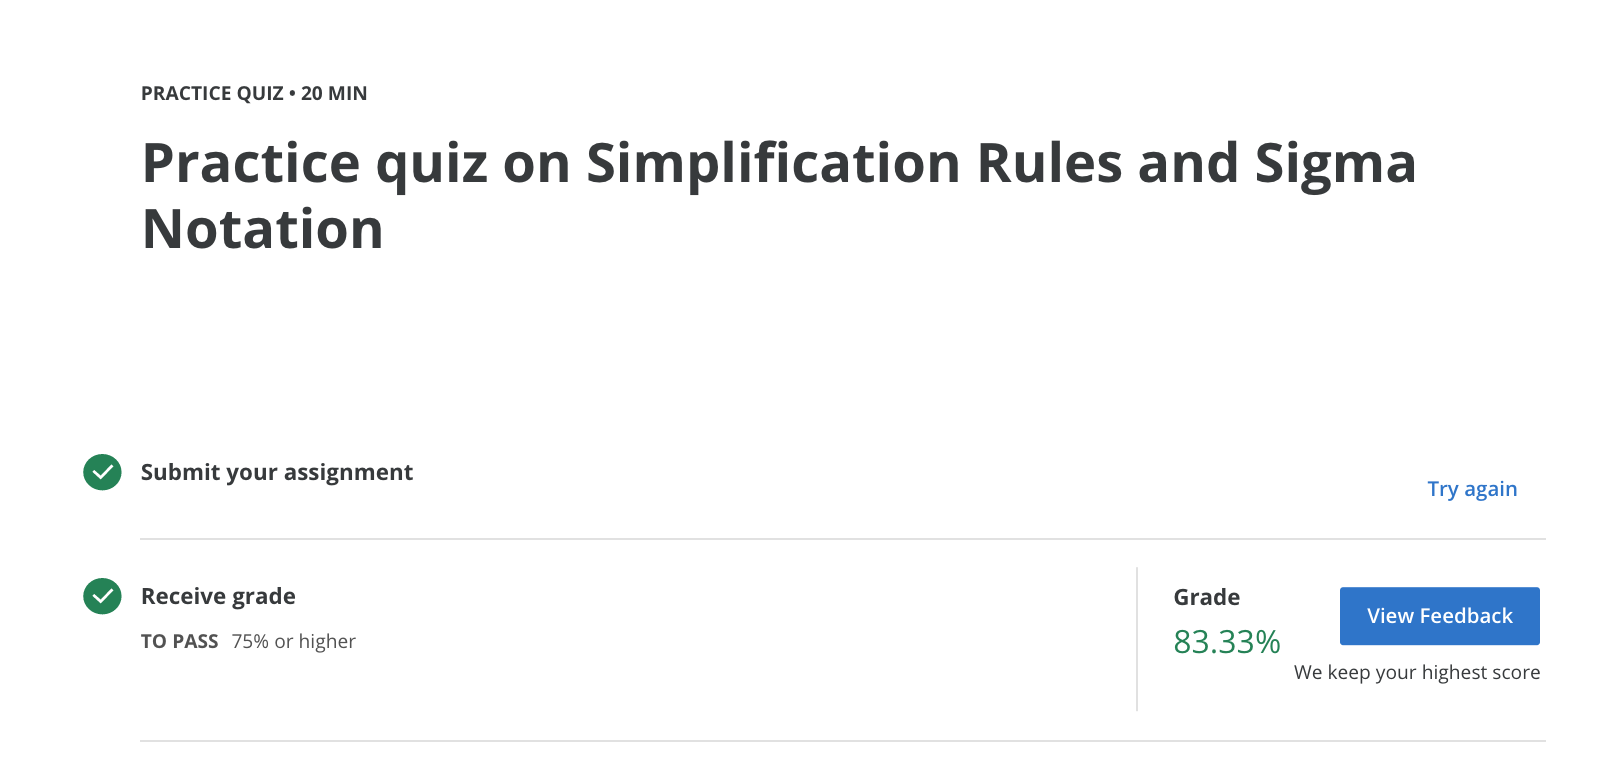 PRACTICE QUIZ • 20 MIN
Practice quiz on Simplification Rules and Sigma
Notation
Submit your assignment
Try again
Receive grade
TO PASS 75% or higher
Grade
83.33%
View Feedback
We keep your highest score